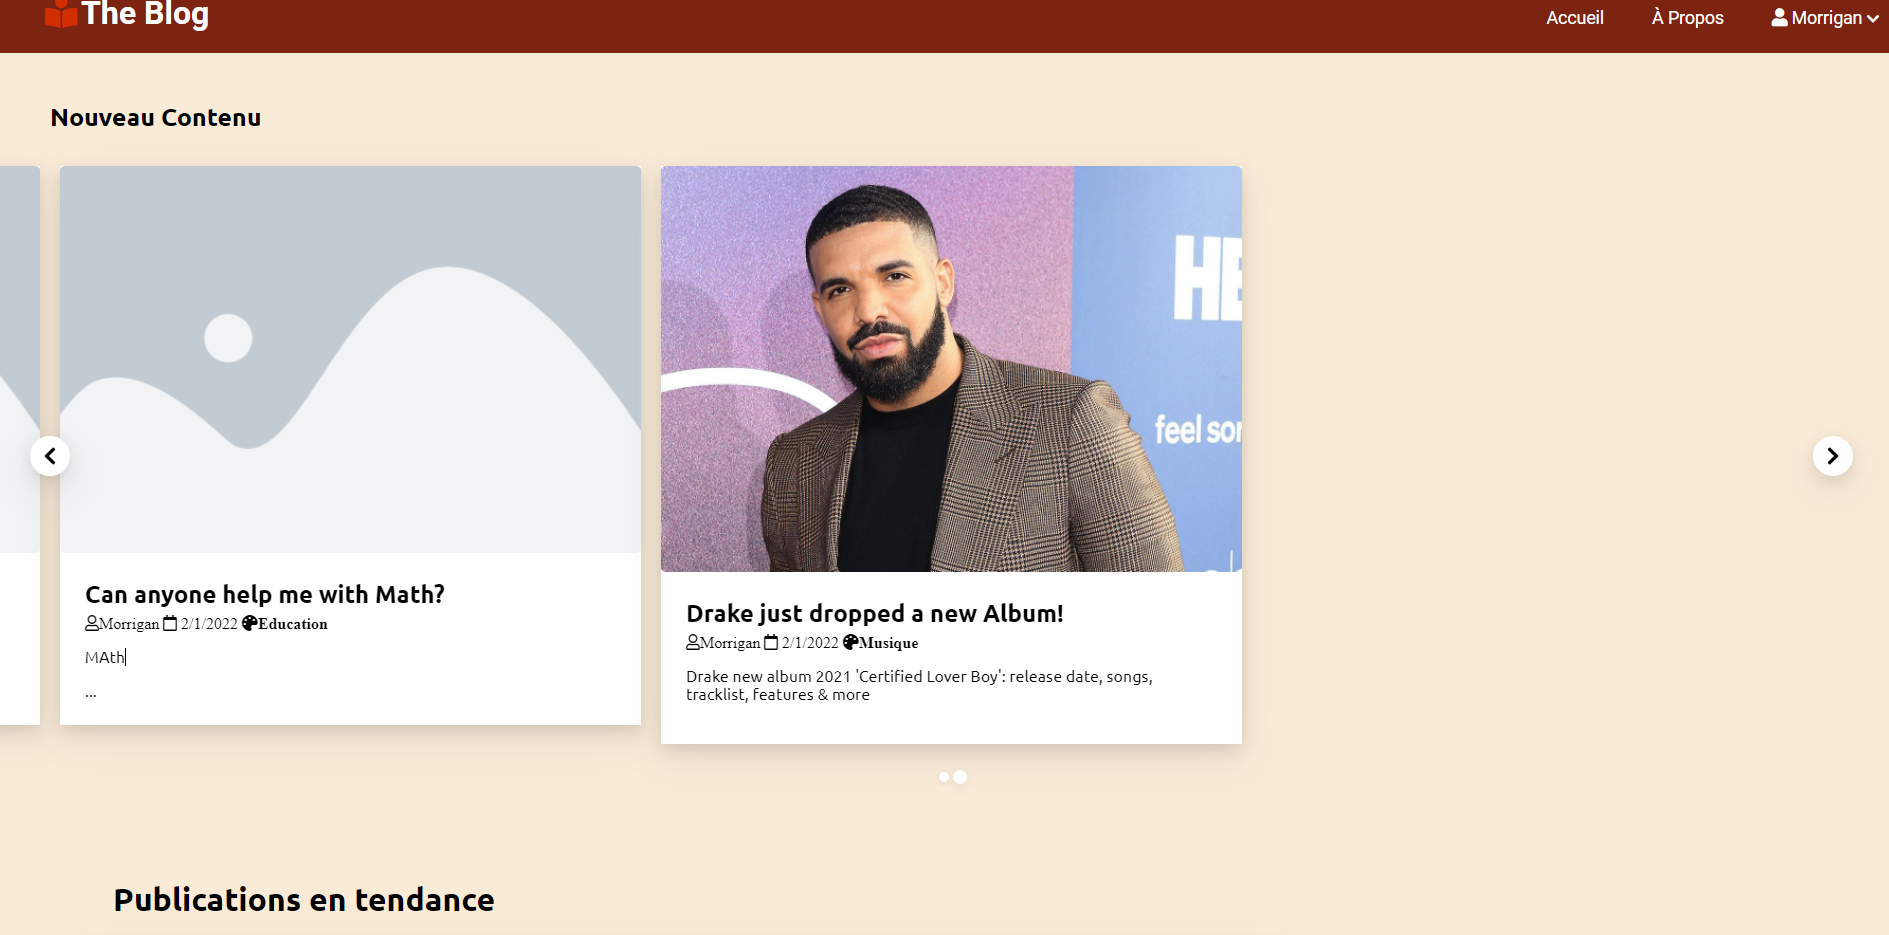 The Blog
Accueil
À Propos
Morrigan
Nouveau Contenu
HE
feel sor
Can anyone help me with Math?
Morrigan 2/1/2022 Education
MAth|
...
Drake just dropped a new Album!
Morrigan 2/1/2022 Musique
Drake new album 2021 'Certified Lover Boy': release date, songs,
tracklist, features & more
Publications en tendance